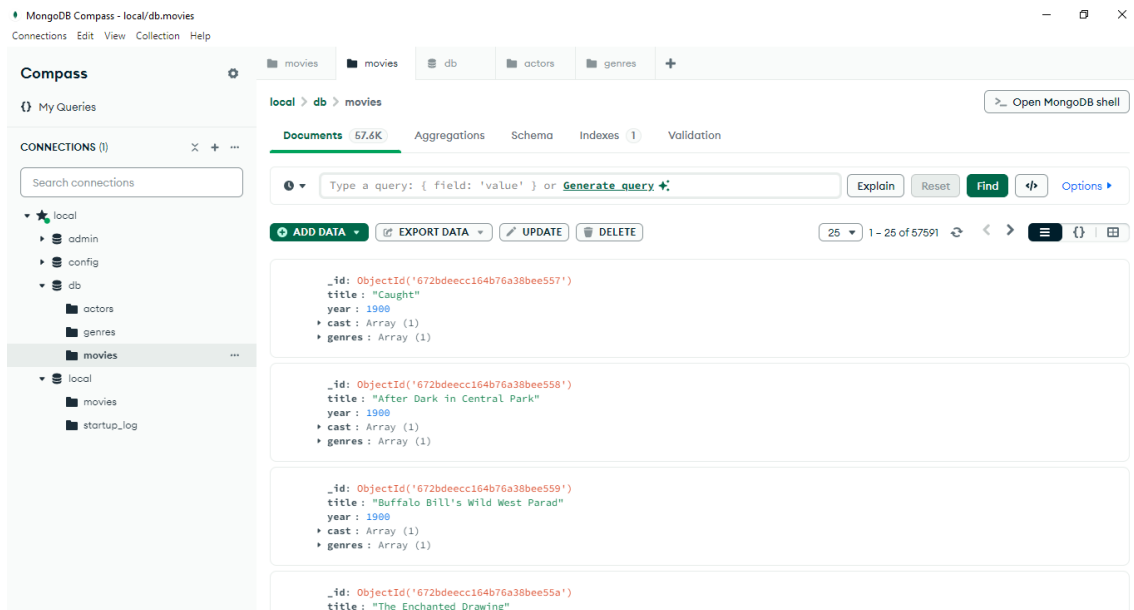 MongoDB Compass - local/db.movies
Connections Edit View Collection Help
Compass
My Queries
CONNECTIONS (1)
Search connections
local
admin
config
db
actors
genres
movies
local
movies
startup_log
movies movies db actors genres
local > db > movies
>_ Open MongoDB shell
Documents 57.6K Aggregations Schema Indexes 1 Validation
Type a query: { field: 'value' } or Generate query
Explain Reset Find </> Options
ADD DATA EXPORT DATA UPDATE DELETE
25 1 – 25 of 57591 {}
_id: ObjectId('672bdeecc164b76a38bee557')
title : "Caught"
year : 1900
cast : Array (1)
genres : Array (1)
_id: ObjectId('672bdeecc164b76a38bee558')
title : "After Dark in Central Park"
year : 1900
cast : Array (1)
genres : Array (1)
_id: ObjectId('672bdeecc164b76a38bee559')
title : "Buffalo Bill's Wild West Parad"
year : 1900
cast : Array (1)
genres : Array (1)
_id: ObjectId('672bdeecc164b76a38bee55a')
title : "The Enchanted Drawing"